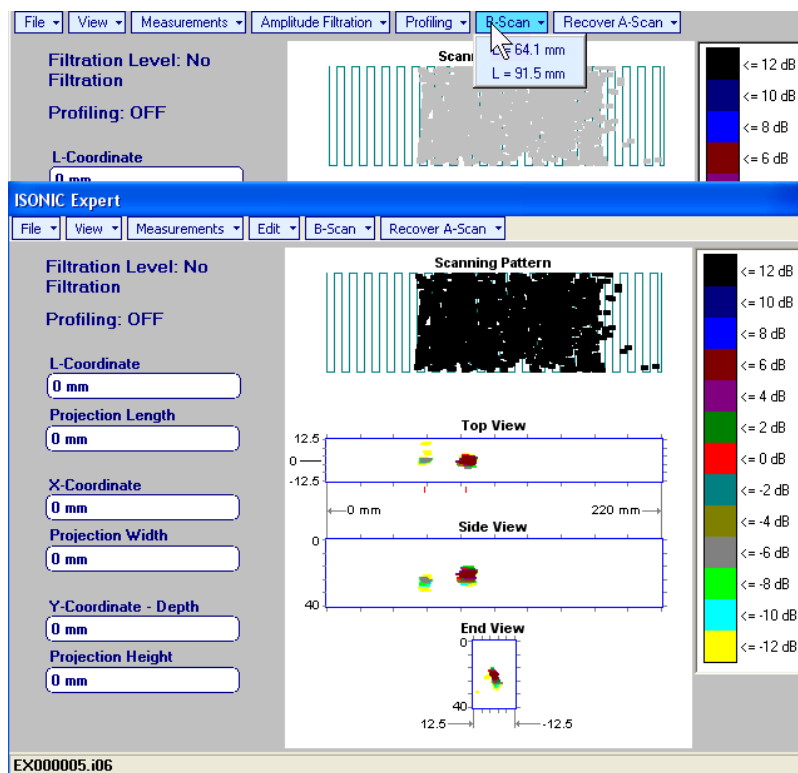 File View Measurements Amplitude Filtration Profiling B-Scan Recover A-Scan
L = 64.1 mm
L = 91.5 mm
Filtration Level: No
Filtration
Profiling: OFF
L-Coordinate
0 mm
<= 12 dB
<= 10 dB
<= 8 dB
<= 6 dB
ISONIC Expert
File View Measurements Edit B-Scan Recover A-Scan
Filtration Level: No
Filtration
Profiling: OFF
L-Coordinate
0 mm
Projection Length
0 mm
X-Coordinate
0 mm
Projection Width
0 mm
Y-Coordinate - Depth
0 mm
Projection Height
0 mm
Scanning Pattern
Top View
12.5
0
-12.5
0 mm 220 mm
Side View
0
40
End View
0
40
12.5 -12.5
<= 12 dB
<= 10 dB
<= 8 dB
<= 6 dB
<= 4 dB
<= 2 dB
<= 0 dB
<= -2 dB
<= -4 dB
<= -6 dB
<= -8 dB
<= -10 dB
<= -12 dB
EX000005.i06